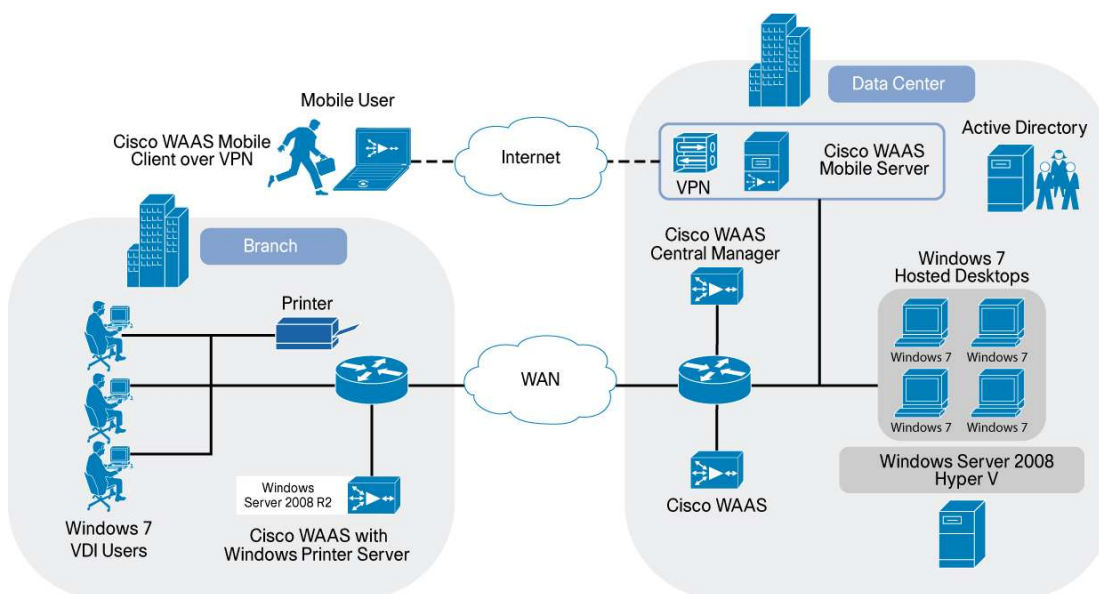 Data Center
Mobile User
Cisco WAAS Mobile
Client over VPN
Internet
VPN
Cisco WAAS
Mobile Server
Active Directory
Branch
Printer
Cisco WAAS
Central Manager
Windows 7
Hosted Desktops
Windows 7
Windows 7
Windows 7
Windows 7
WAN
Windows Server 2008
Hyper V
Windows
Server 2008 R2
Cisco WAAS
Windows 7
VDI Users
Cisco WAAS with
Windows Printer Server